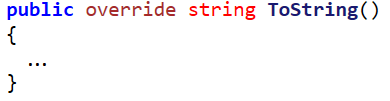 public override string ToString()
{
...
}